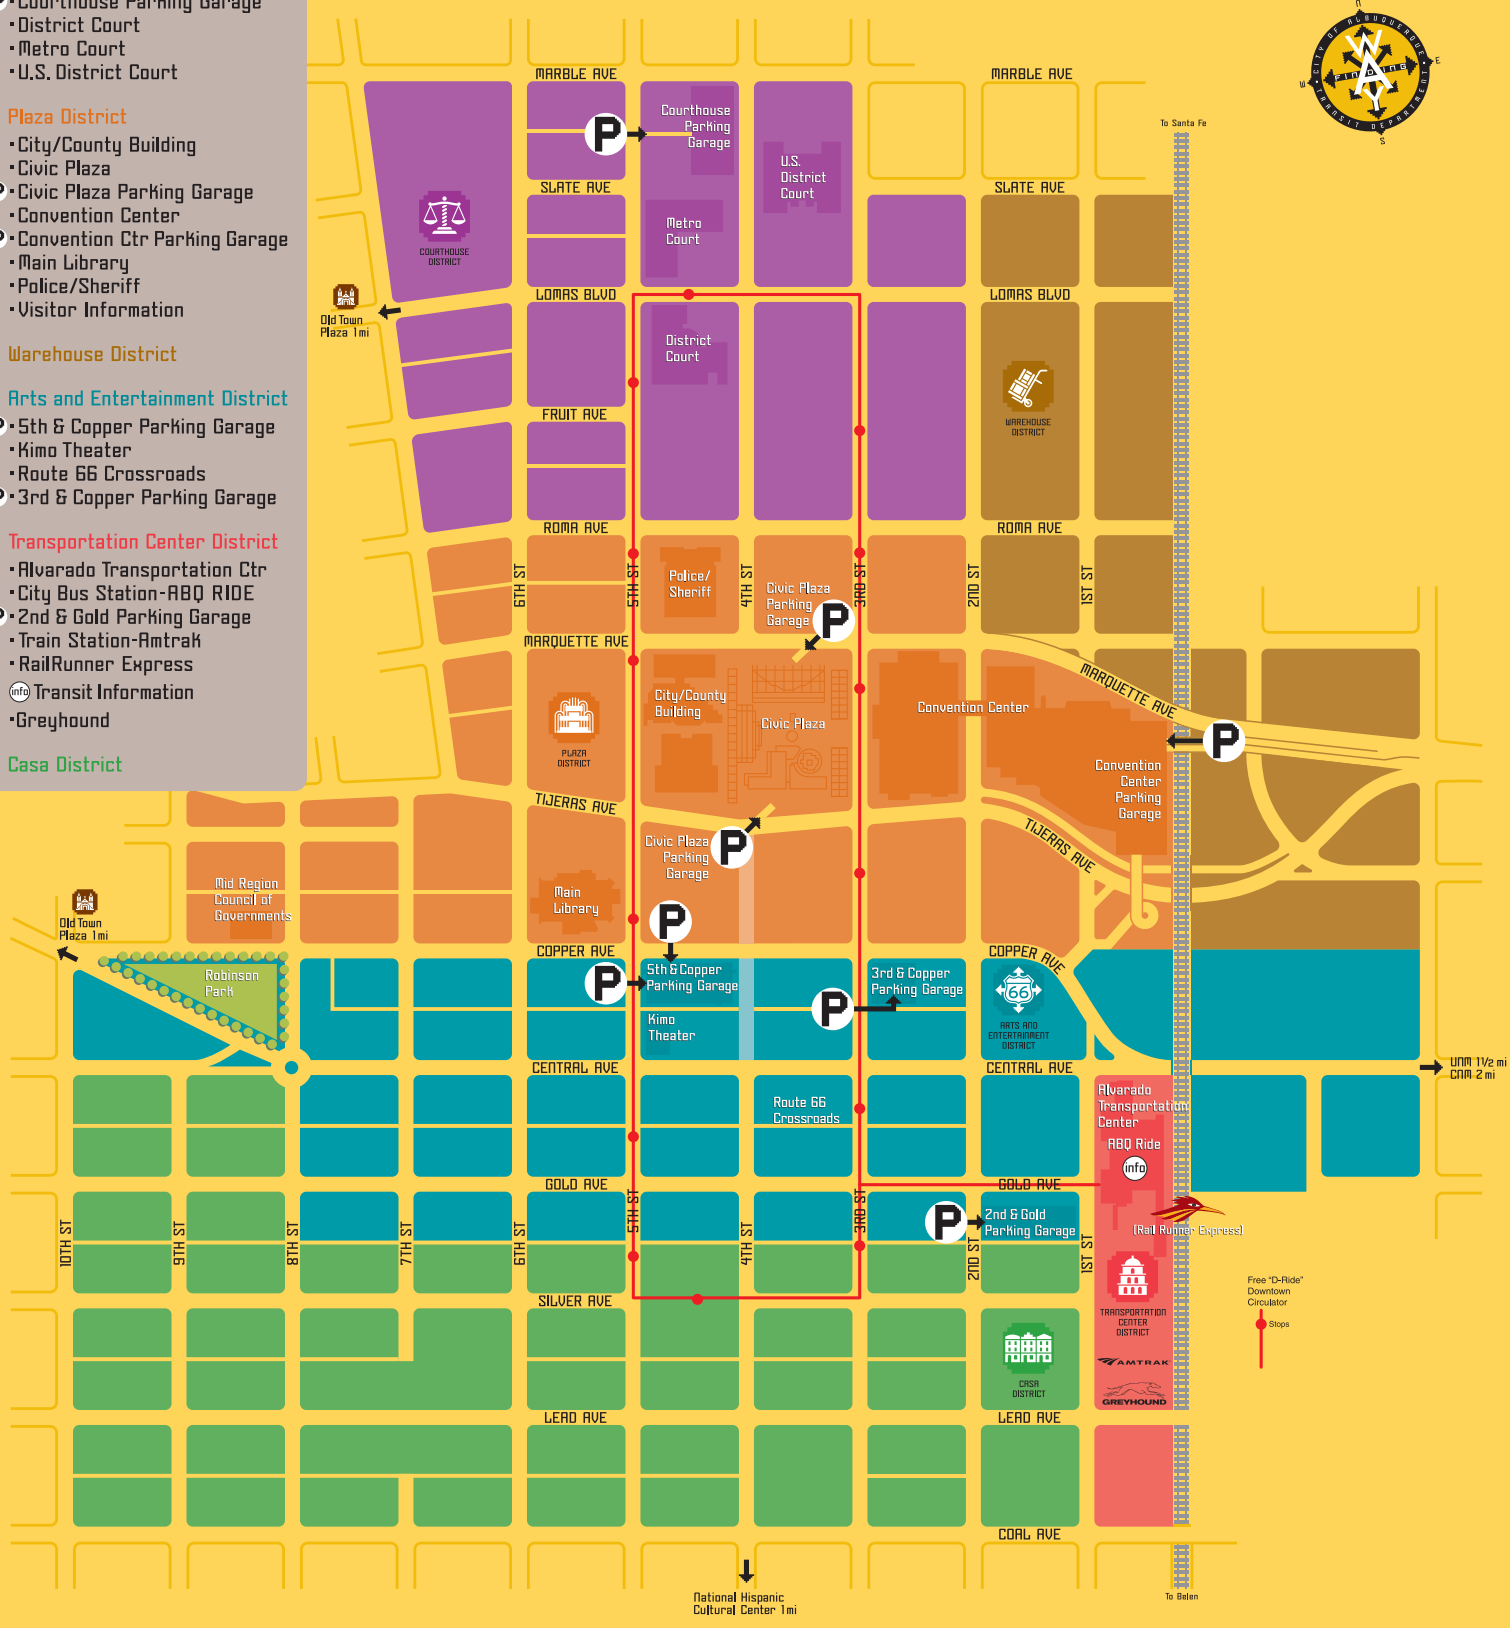 Courthouse Parking Garage
•District Court
•Metro Court
•U.S. District Court
Plaza District
•City/County Building
•Civic Plaza
•Civic Plaza Parking Garage
•Convention Center
•Convention Ctr Parking Garage
•Main Library
•Police/Sheriff
•Visitor Information
Warehouse District
Arts and Entertainment District
•5th & Copper Parking Garage
•Kimo Theater
•Route 66 Crossroads
•3rd & Copper Parking Garage
Transportation Center District
•Alvarado Transportation Ctr
•City Bus Station-ABQ RIDE
•2nd & Gold Parking Garage
•Train Station-Amtrak
•RailRunner Express
info Transit Information
•Greyhound
Casa District
CITY OF ALBUQUERQUE
TRANSIT DEPARTMENT
WAY
FINDING
N
E
S
W
MARBLE AVE
MARBLE AVE
To Santa Fe
P
Courthouse
Parking
Garage
U.S.
District
Court
SLATE AVE
SLATE AVE
Metro
Court
COURTHOUSE
DISTRICT
LOMAS BLVD
LOMAS BLVD
Old Town
Plaza 1mi
District
Court
WAREHOUSE
DISTRICT
FRUIT AVE
ROMA AVE
ROMA AVE
6TH ST
5TH ST
4TH ST
3RD ST
2ND ST
1ST ST
Police/
Sheriff
Civic Plaza
Parking
Garage
P
MARQUETTE AVE
MARQUETTE AVE
City/County
Building
Civic Plaza
Convention Center
P
PLAZA
DISTRICT
Convention
Center
Parking
Garage
TIJERAS AVE
TIJERAS AVE
Civic Plaza
Parking
Garage
P
Mid Region
Council of
Governments
Main
Library
P
Old Town
Plaza 1mi
COPPER AVE
COPPER AVE
Robinson
Park
P
5th & Copper
Parking Garage
3rd & Copper
Parking Garage
P
66
Kimo
Theater
ARTS AND
ENTERTAINMENT
DISTRICT
CENTRAL AVE
CENTRAL AVE
UNM 1 1/2 mi
CNM 2 mi
Route 66
Crossroads
Alvarado
Transportation
Center
ABQ Ride
info
GOLD AVE
GOLD AVE
10TH ST
9TH ST
8TH ST
7TH ST
6TH ST
5TH ST
4TH ST
3RD ST
2ND ST
1ST ST
P
2nd & Gold
Parking Garage
(Rail Runner Express)
Free "D-Ride"
Downtown
Circulator
Stops
SILVER AVE
TRANSPORTATION
CENTER
DISTRICT
AMTRAK
GREYHOUND
CASA
DISTRICT
LEAD AVE
LEAD AVE
COAL AVE
National Hispanic
Cultural Center 1mi
To Belen